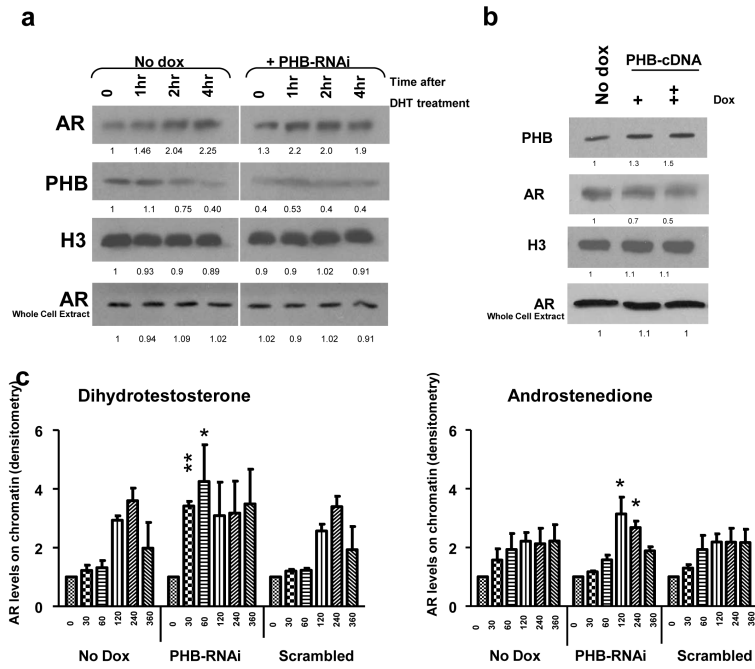 a
No dox
+ PHB-RNAi
0 1hr 2hr 4hr 0 1hr 2hr 4hr
Time after
DHT treatment
AR
1 1.46 2.04 2.25 1.3 2.2 2.0 1.9
PHB
1 1.1 0.75 0.40 0.4 0.53 0.4 0.4
H3
1 0.93 0.9 0.89 0.9 0.9 1.02 0.91
AR
Whole Cell Extract
1 0.94 1.09 1.02 1.02 0.9 1.02 0.91
b
No dox
PHB-cDNA
+ ++ Dox
PHB
1 1.3 1.5
AR
1 0.7 0.5
H3
1 1.1 1.1
AR
Whole Cell Extract
1 1.1 1
c
Dihydrotestosterone
AR levels on chromatin (densitometry)
6
4
2
0
** *
0 30 60 120 240 360 0 30 60 120 240 360 0 30 60 120 240 360
No Dox PHB-RNAi Scrambled
Androstenedione
AR levels on chromatin (densitometry)
6
4
2
0
* *
0 30 60 120 240 360 0 30 60 120 240 360 0 30 60 120 240 360
No Dox PHB-RNAi Scrambled